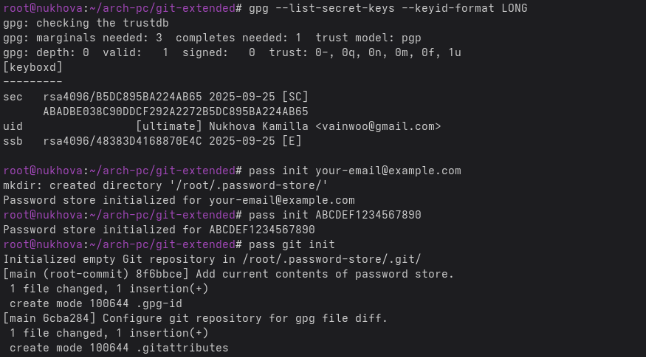 root@nukhova:~/arch-pc/git-extended# gpg --list-secret-keys --keyid-format LONG
gpg: checking the trustdb
gpg: marginals needed: 3  completes needed: 1  trust model: pgp
gpg: depth: 0  valid:   1  signed:   0  trust: 0-, 0q, 0n, 0m, 0f, 1u
[keyboxd]
---------
sec   rsa4096/B5DC895BA224AB65 2025-09-25 [SC]
      ABADBE038C90DDCF292A2272B5DC895BA224AB65
uid                 [ultimate] Nukhova Kamilla <vainwoo@gmail.com>
ssb   rsa4096/48383D4168870E4C 2025-09-25 [E]

root@nukhova:~/arch-pc/git-extended# pass init your-email@example.com
mkdir: created directory '/root/.password-store/'
Password store initialized for your-email@example.com
root@nukhova:~/arch-pc/git-extended# pass init ABCDEF1234567890
Password store initialized for ABCDEF1234567890
root@nukhova:~/arch-pc/git-extended# pass git init
Initialized empty Git repository in /root/.password-store/.git/
[main (root-commit) 8f6bbce] Add current contents of password store.
 1 file changed, 1 insertion(+)
 create mode 100644 .gpg-id
[main 6cba284] Configure git repository for gpg file diff.
 1 file changed, 1 insertion(+)
 create mode 100644 .gitattributes